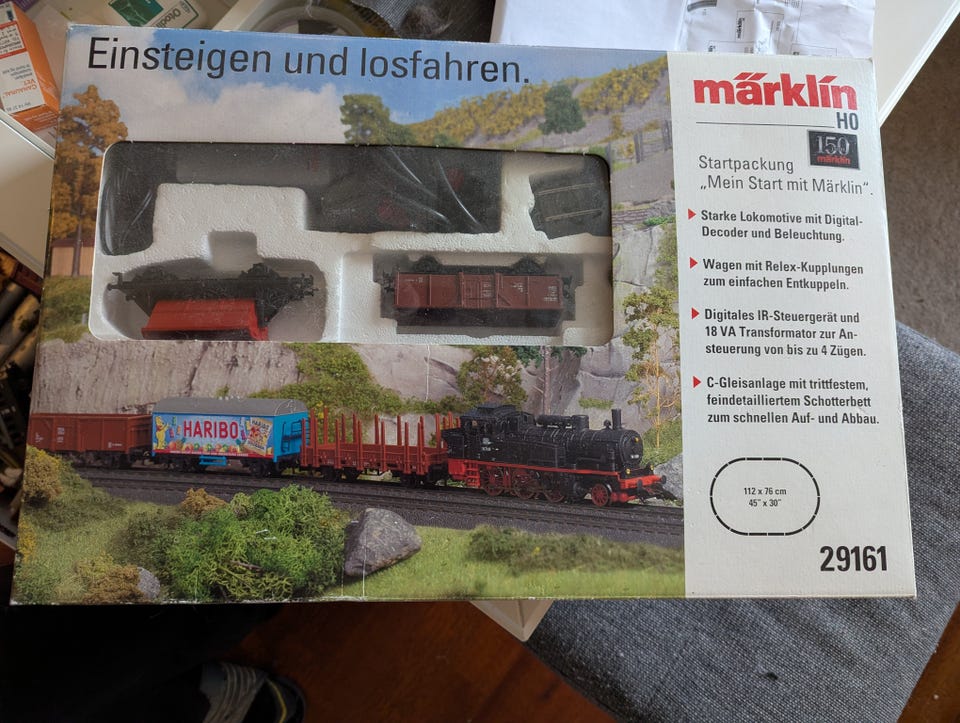 Einsteigen und losfahren.
märklín
H0
150
märklin
Startpackung
„Mein Start mit Märklin".
Starke Lokomotive mit Digital-
Decoder und Beleuchtung.
Wagen mit Relex-Kupplungen
zum einfachen Entkuppeln.
Digitales IR-Steuergerät und
18 VA Transformator zur An-
steuerung von bis zu 4 Zügen.
C-Gleisanlage mit trittfestem,
feindetailliertem Schotterbett
zum schnellen Auf- und Abbau.
112 x 76 cm
45" x 30"
29161
HARIBO